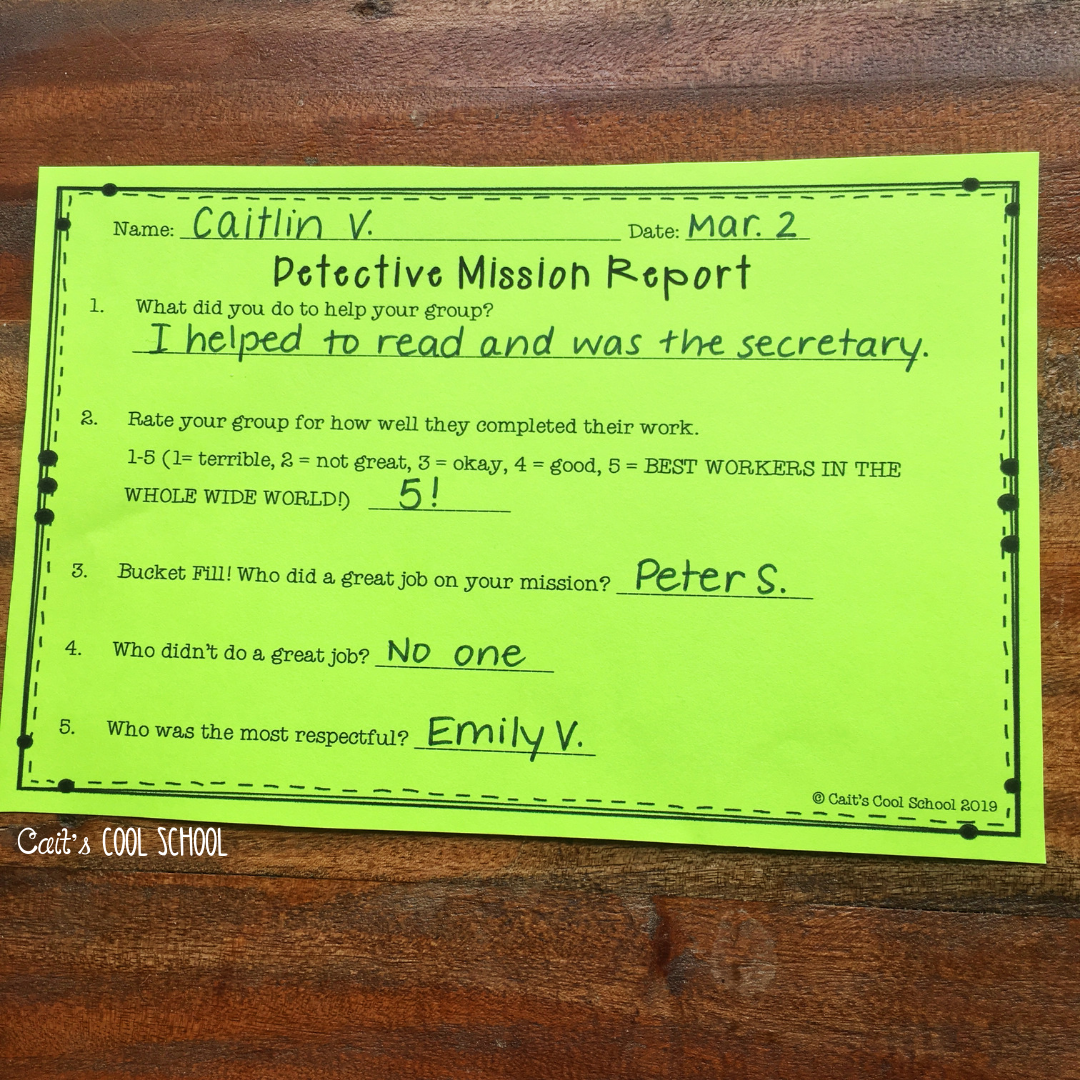 Name: Caitlin V. Date: Mar. 2
Detective Mission Report
1. What did you do to help your group?
I helped to read and was the secretary.
2. Rate your group for how well they completed their work.
1-5 (1= terrible, 2 = not great, 3 = okay, 4 = good, 5 = BEST WORKERS IN THE
WHOLE WIDE WORLD!) 5!
3. Bucket Fill! Who did a great job on your mission? Peter S.
4. Who didn't do a great job? No one
5. Who was the most respectful? Emily V.
© Cait's Cool School 2019
Cait's COOL SCHOOL